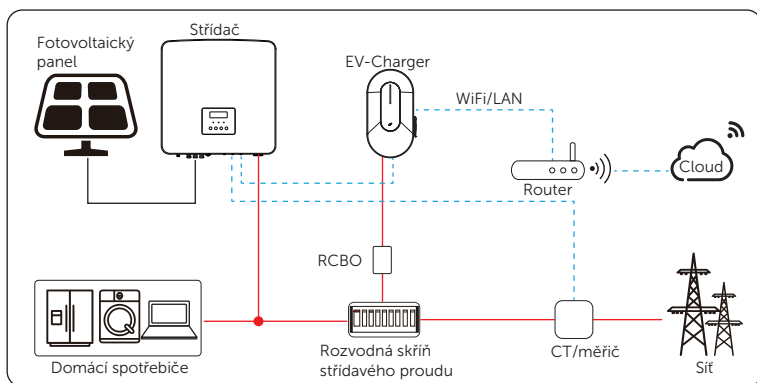 Střídač
Fotovoltaický
panel
EV-Charger
WiFi/LAN
Cloud
Router
RCBO
Domácí spotřebiče
Rozvodná skříň
střídavého proudu
CT/měřič
Síť